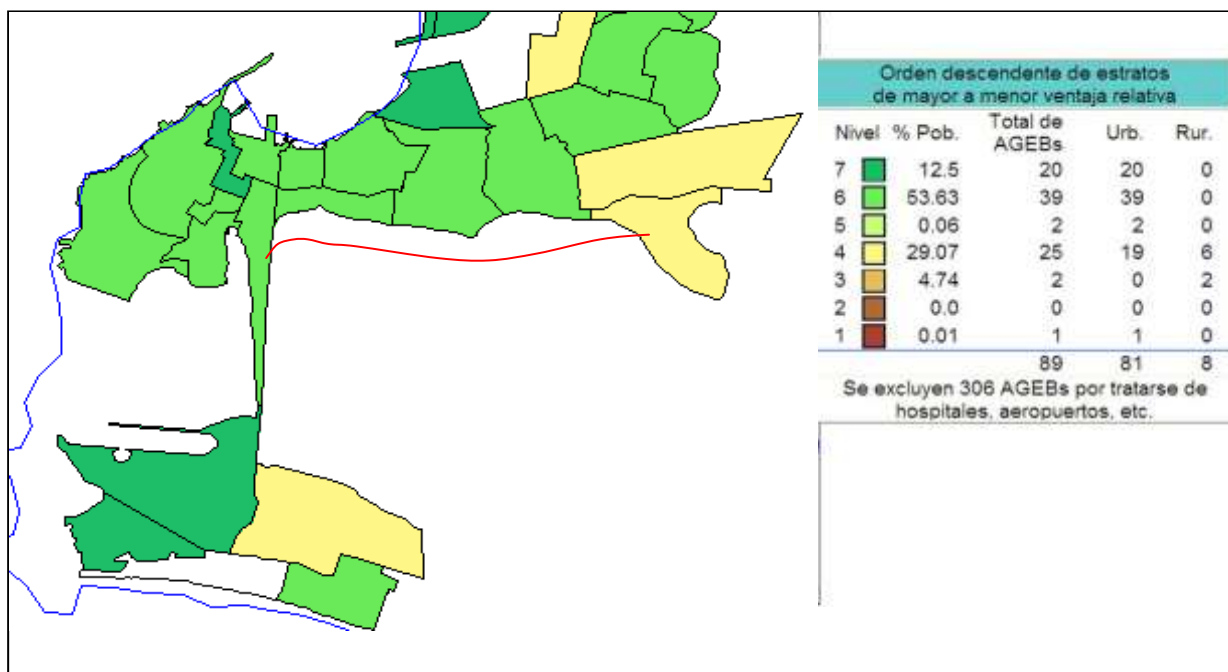 Orden descendente de estratos
de mayor a menor ventaja relativa
Nivel % Pob. Total de AGEBs Urb. Rur.
7 12.5 20 20 0
6 53.63 39 39 0
5 0.06 2 2 0
4 29.07 25 19 6
3 4.74 2 0 2
2 0.0 0 0 0
1 0.01 1 1 0
89 81 8
Se excluyen 306 AGEBs por tratarse de
hospitales, aeropuertos, etc.